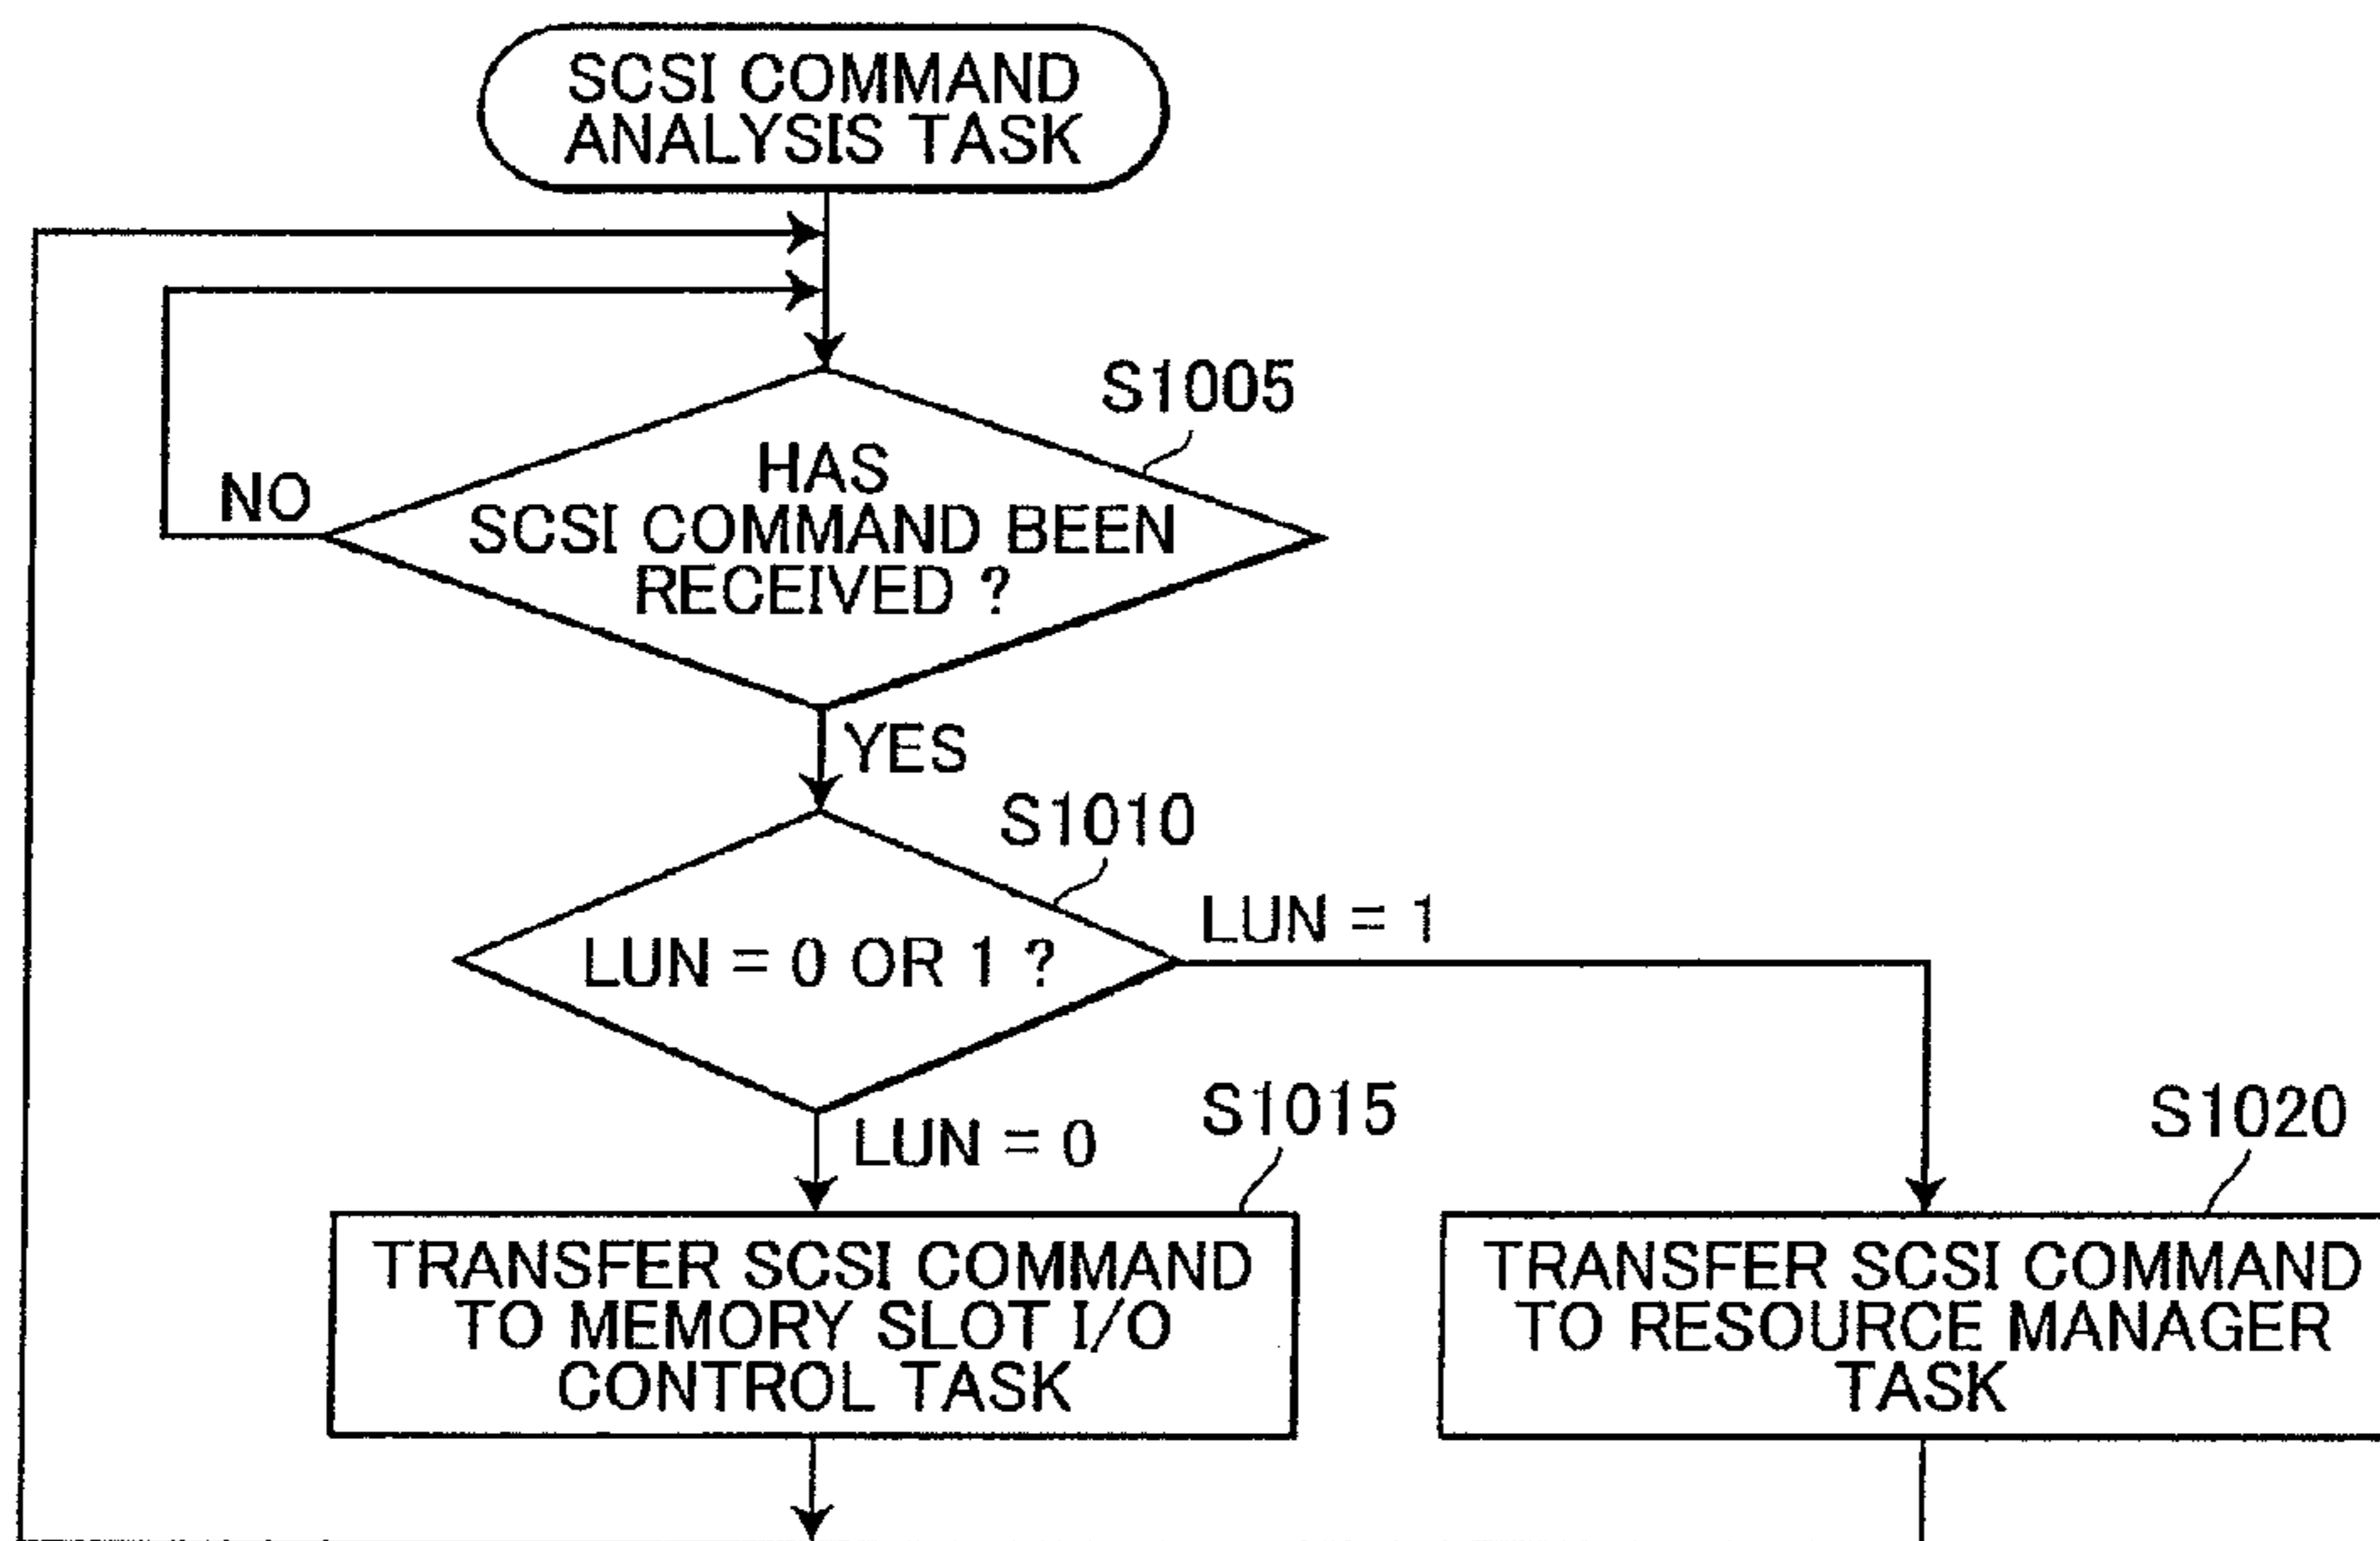 SCSI COMMAND
ANALYSIS TASK
S1005
HAS
SCSI COMMAND BEEN
RECEIVED ?
NO
YES
S1010
LUN = 0 OR 1 ?
LUN = 1
LUN = 0
S1015
S1020
TRANSFER SCSI COMMAND
TO MEMORY SLOT I/O
CONTROL TASK
TRANSFER SCSI COMMAND
TO RESOURCE MANAGER
TASK